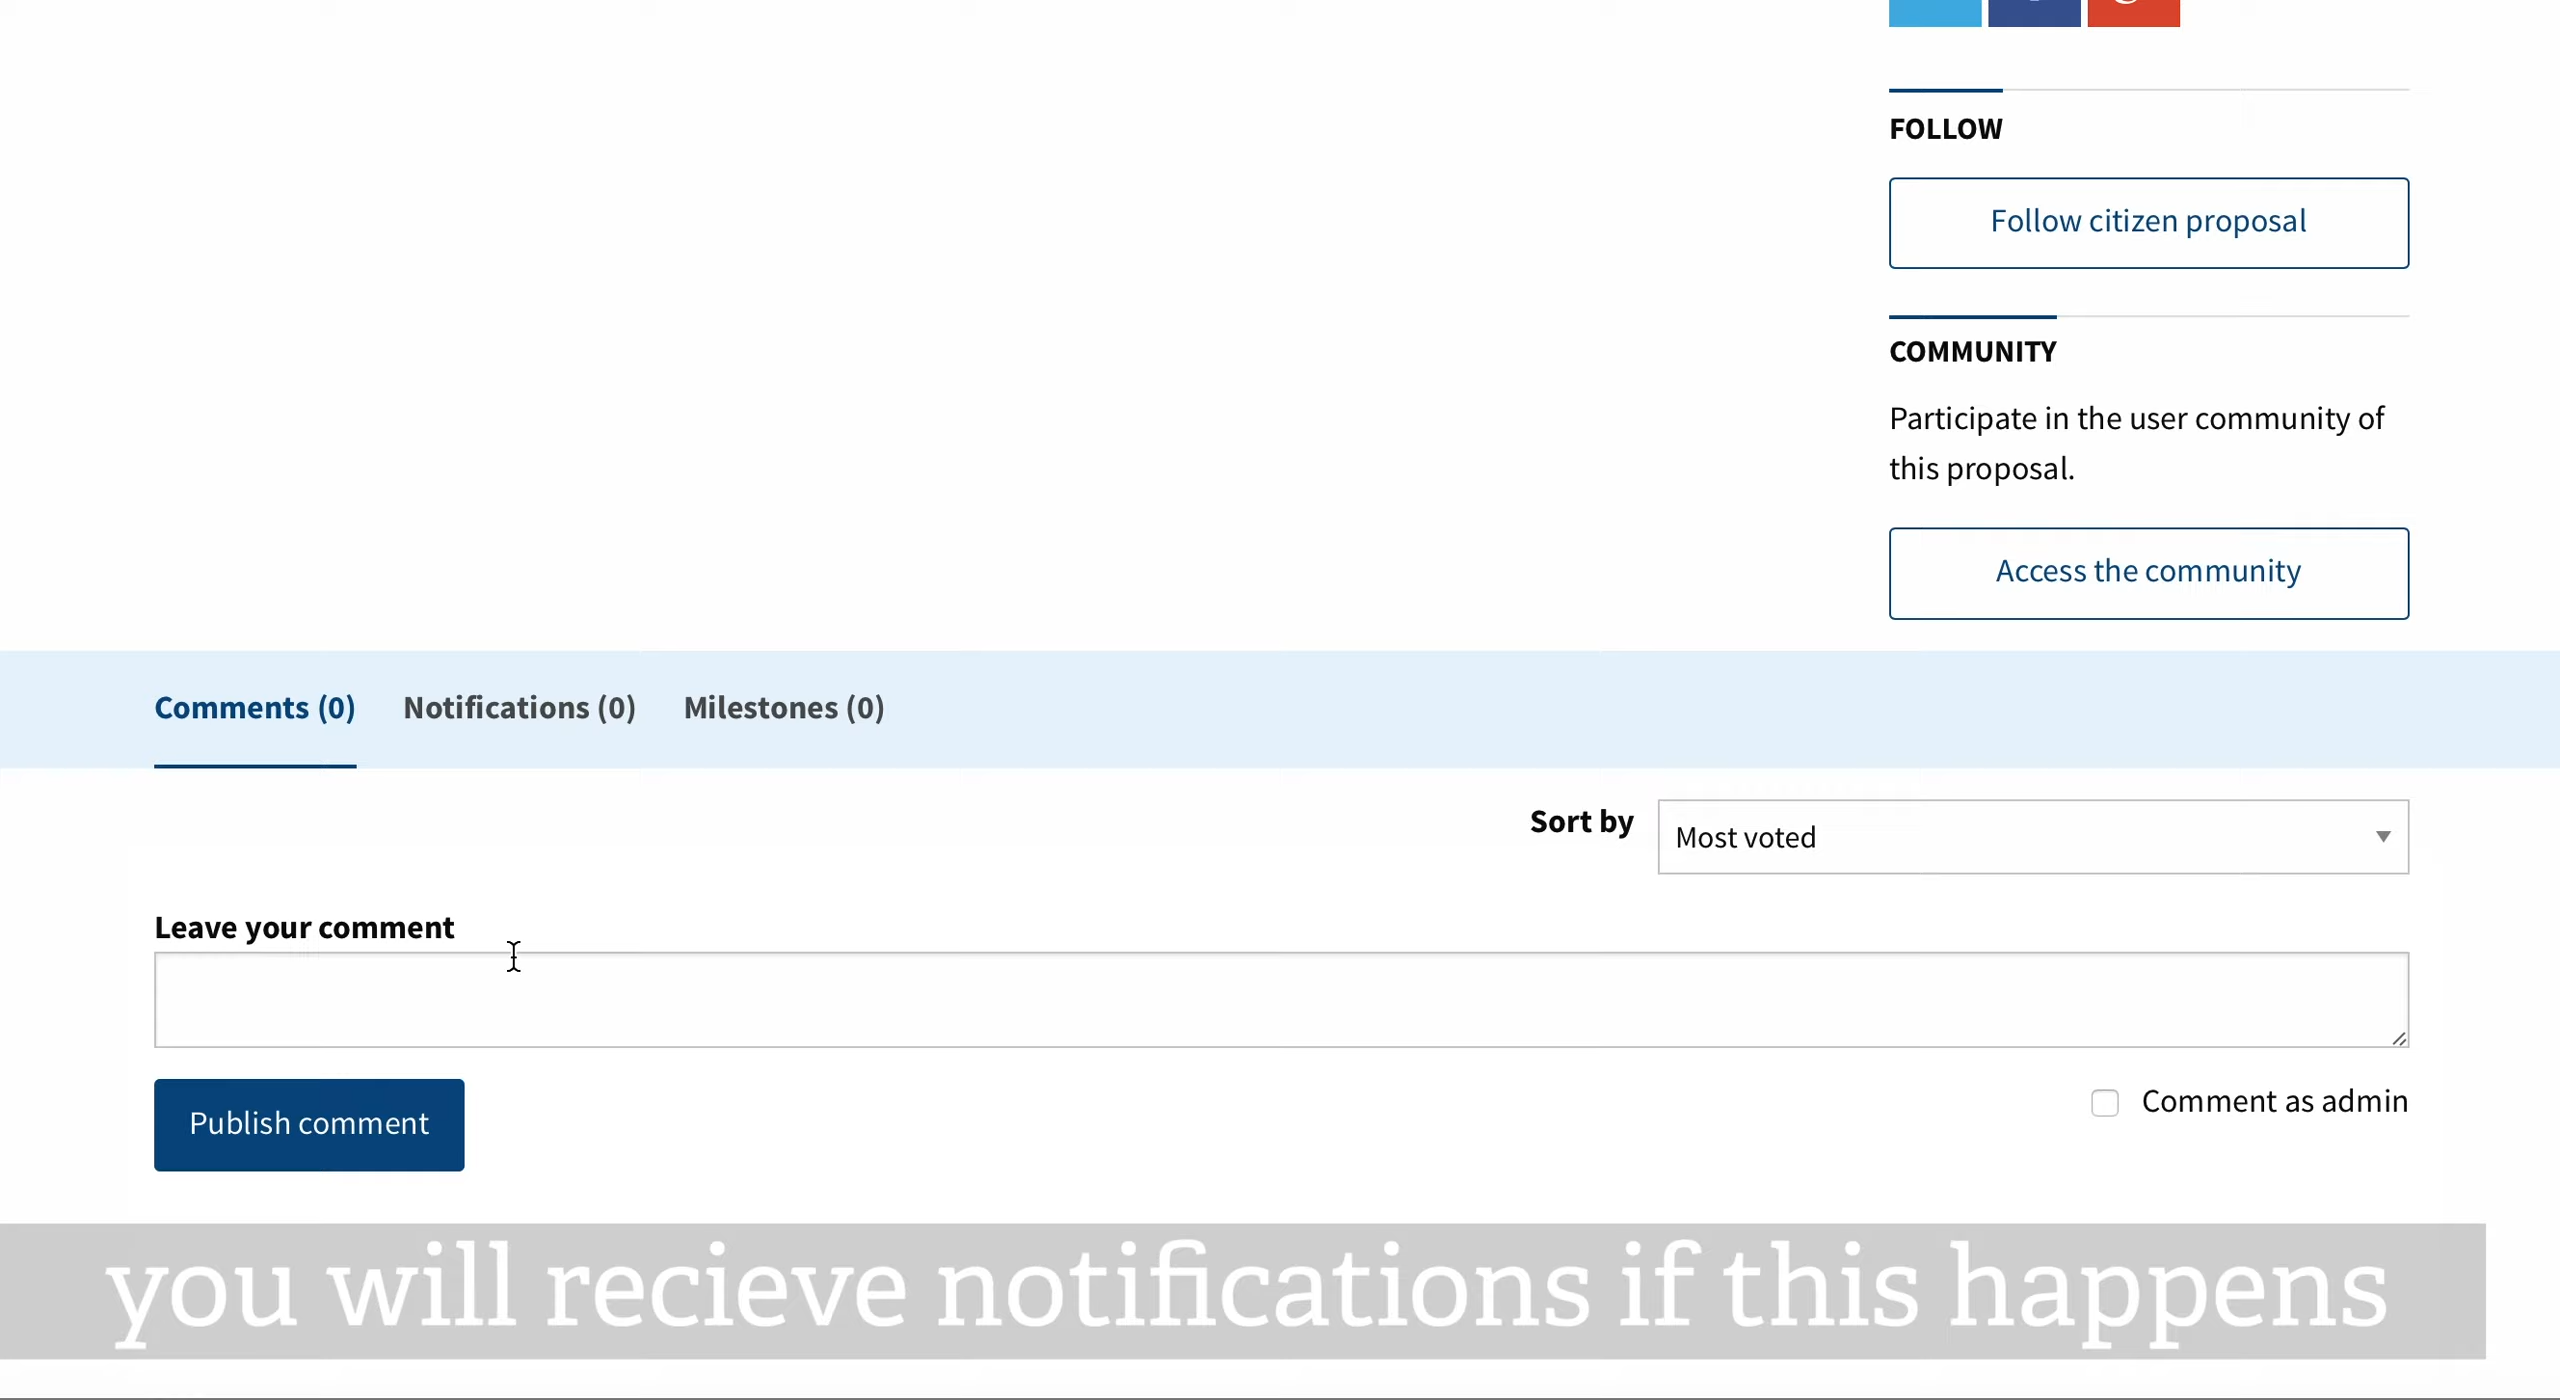 FOLLOW
Follow citizen proposal
COMMUNITY
Participate in the user community of
this proposal.
Access the community
Comments (0) Notifications (0) Milestones (0)
Sort by Most voted
Leave your comment
Publish comment Comment as admin
you will recieve notifications if this happens